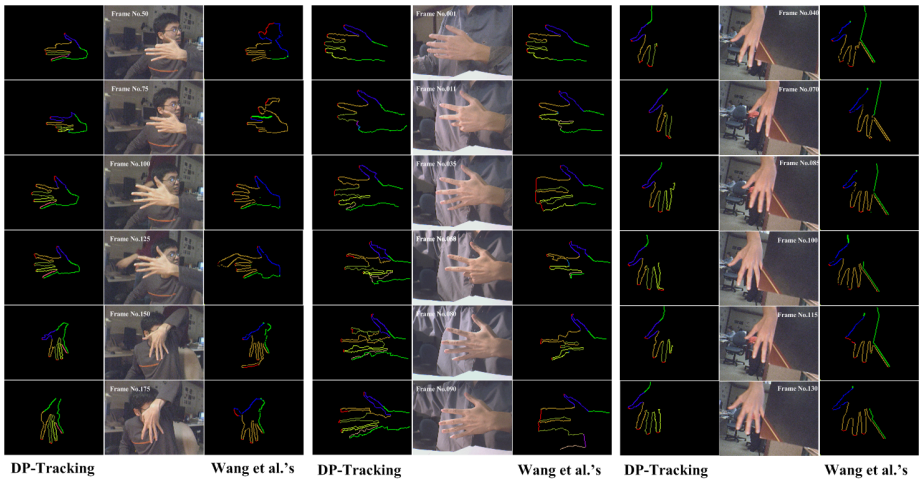 Frame No.50
Frame No.75
Frame No.100
Frame No.125
Frame No.150
Frame No.175
DP-Tracking Wang et al.'s
Frame No.001
Frame No.011
Frame No.035
Frame No.080
Frame No.090
DP-Tracking Wang et al.'s
Frame No.040
Frame No.070
Frame No.085
Frame No.100
Frame No.115
Frame No.130
DP-Tracking Wang et al.'s